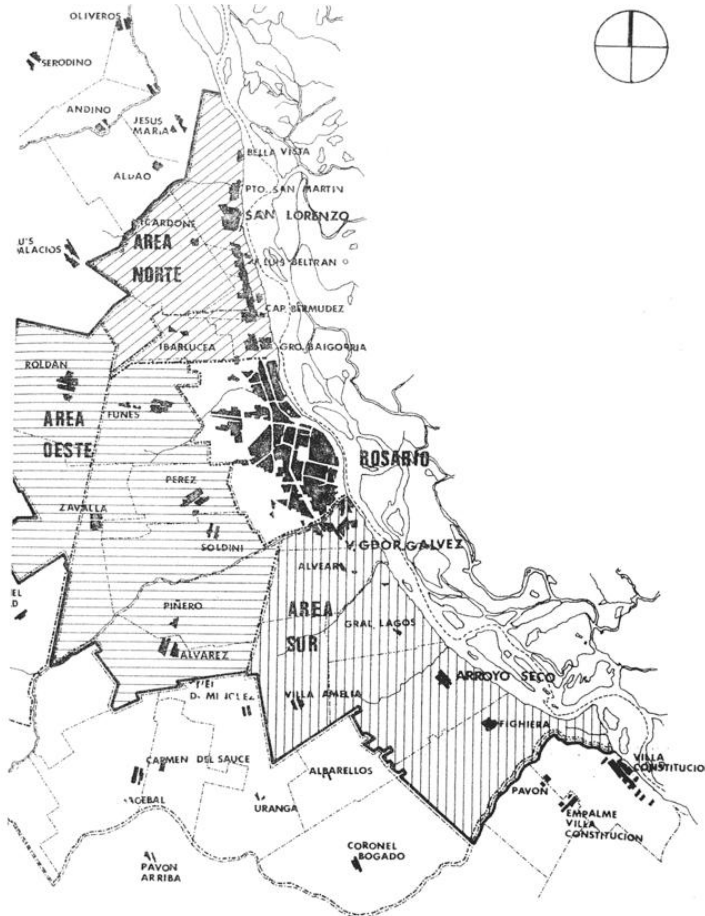 OLIVEROS
SERODINO
ANDINO
JESUS
MARIA
ALDAO
BELLA VISTA
PTO. SAN MARTIN
SAN LORENZO
RICARDONE
AREA
NORTE
LUIS BELTRAN
CAP. BERMUDEZ
IBARLUCEA
GRO. BAIGORRIA
ROLDAN
FUNES
AREA
OESTE
ROSARIO
PEREZ
ZAVALLA
SOLDINI
V. GDOR. GALVEZ
ALVEAR
PIÑERO
AREA
SUR
GRAL. LAGOS
ALVAREZ
ARROYO SECO
VILLA AMELIA
FIGHIERA
CARMEN DEL SAUCE
ALBARELLOS
VILLA
CONSTITUCION
PAVON
URANGA
EMPALME
VILLA
CONSTITUCION
CORONEL
BOGADO
PAVON
ARRIBA